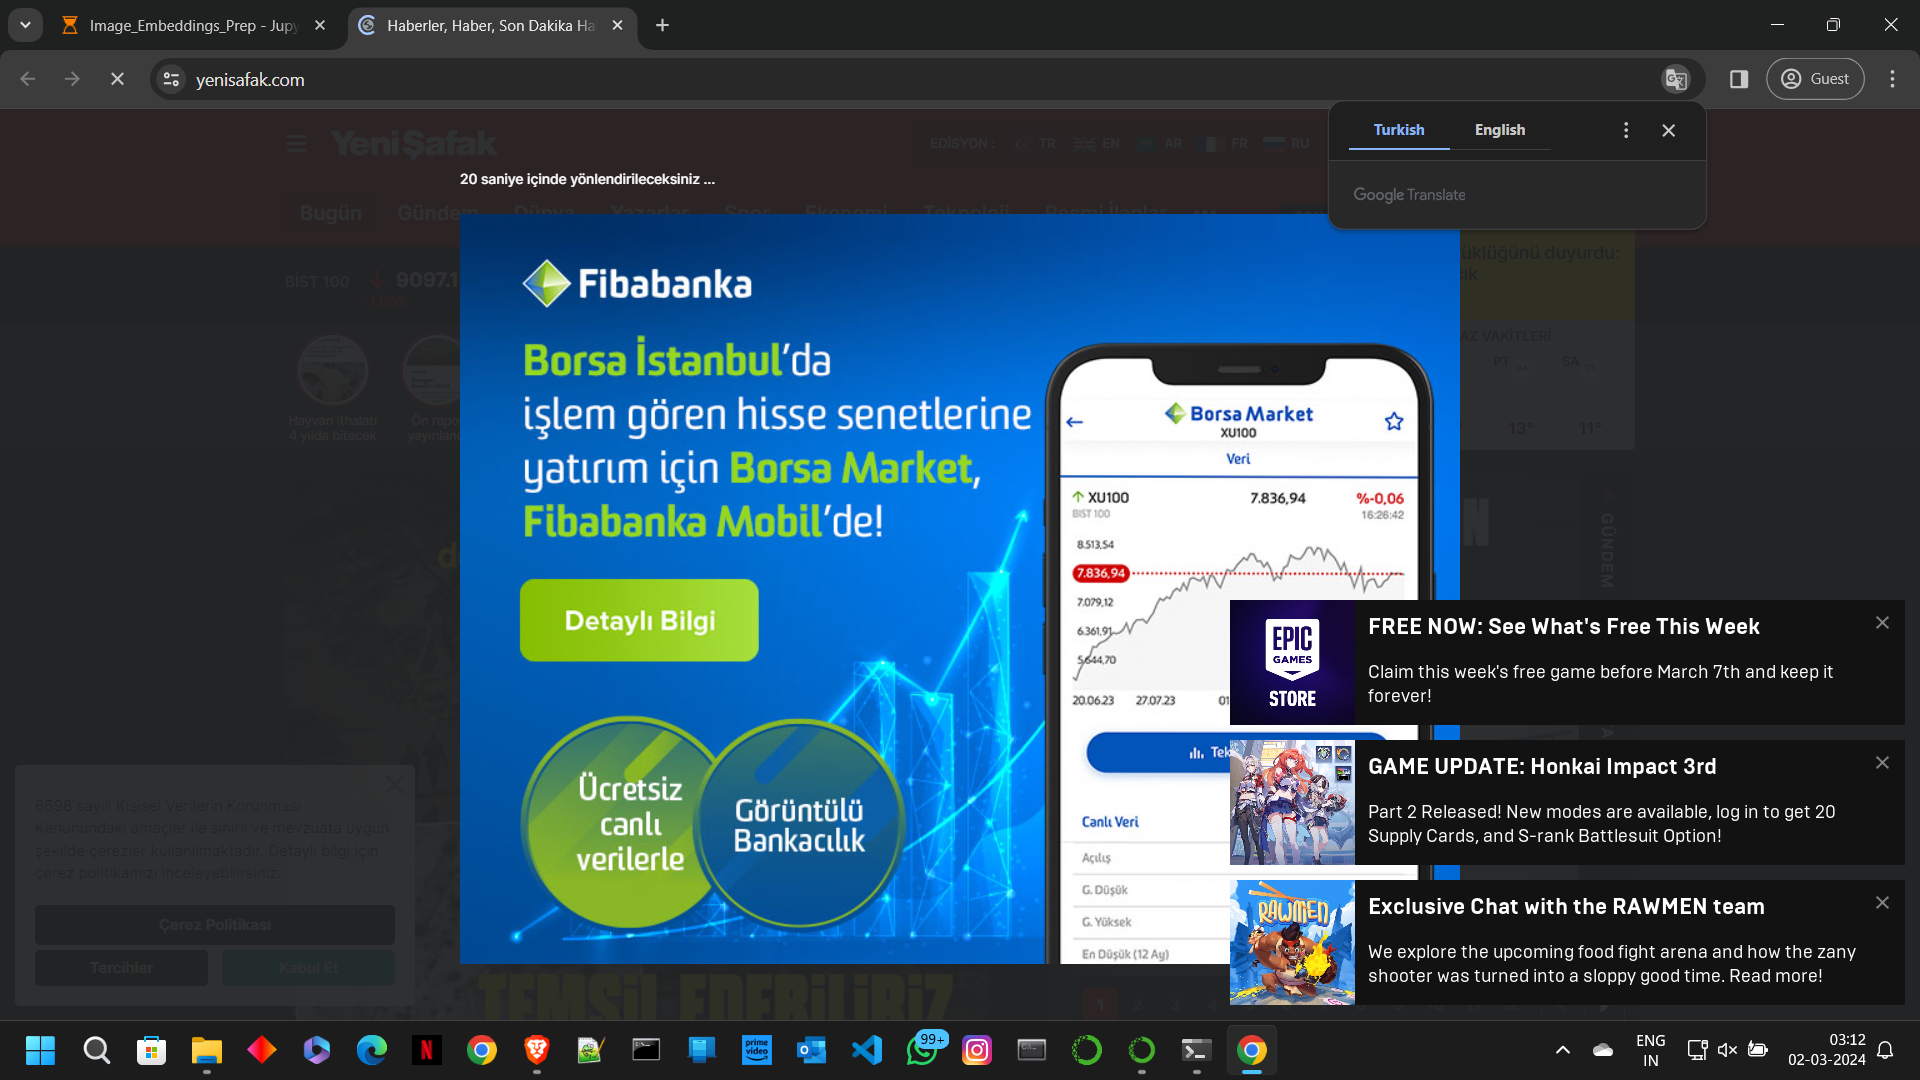 Image_Embeddings_Prep - Jupy
Haberler, Haber, Son Dakika Ha
yenisafak.com
Guest
Turkish
English
Google Translate
YeniŞafak
EDİSYON :
TR
EN
AR
FR
RU
20 saniye içinde yönlendirileceksiniz ...
Bugün
Gündem
Dünya
Yazarlar
Spor
Ekonomi
Teknoloji
Resmi İlanlar
BİST 100
9097.1
üklüğünü duyurdu:
AZ VAKİTLERİ
PT
SA
13°
11°
Hayvan ithalatı
4 yılda bitecek
Ön rapo
yayınlan
GÜNDEM
Fibabanka
Borsa İstanbul'da
işlem gören hisse senetlerine
yatırım için Borsa Market,
Fibabanka Mobil'de!
Detaylı Bilgi
Ücretsiz
canlı
verilerle
Görüntülü
Bankacılık
Borsa Market
XU100
Veri
XU100
7.836,94
%-0,06
BIST 100
16:26:42
8.513,54
7.836,94
7.079,12
6.361,91
5.644,70
20.06.23
27.07.23
01
Tek
Canlı Veri
Açılış
G. Düşük
G. Yüksek
En Düşük (12 Ay)
EPIC
GAMES
STORE
FREE NOW: See What's Free This Week
Claim this week's free game before March 7th and keep it
forever!
GAME UPDATE: Honkai Impact 3rd
Part 2 Released! New modes are available, log in to get 20
Supply Cards, and S-rank Battlesuit Option!
RAWMEN
Exclusive Chat with the RAWMEN team
We explore the upcoming food fight arena and how the zany
shooter was turned into a sloppy good time. Read more!
6698 sayılı Kişisel Verilerin Korunması
Kanunundaki amaçlar ile sınırlı ve mevzuata uygun
şekilde çerezler kullanılmaktadır. Detaylı bilgi için
çerez politikamızı inceleyebilirsiniz.
Çerez Politikası
Tercihler
Kabul Et
TEMSİL EDEBİLİRİZ
1
2
3
4
prime
video
99+
ENG
IN
03:12
02-03-2024